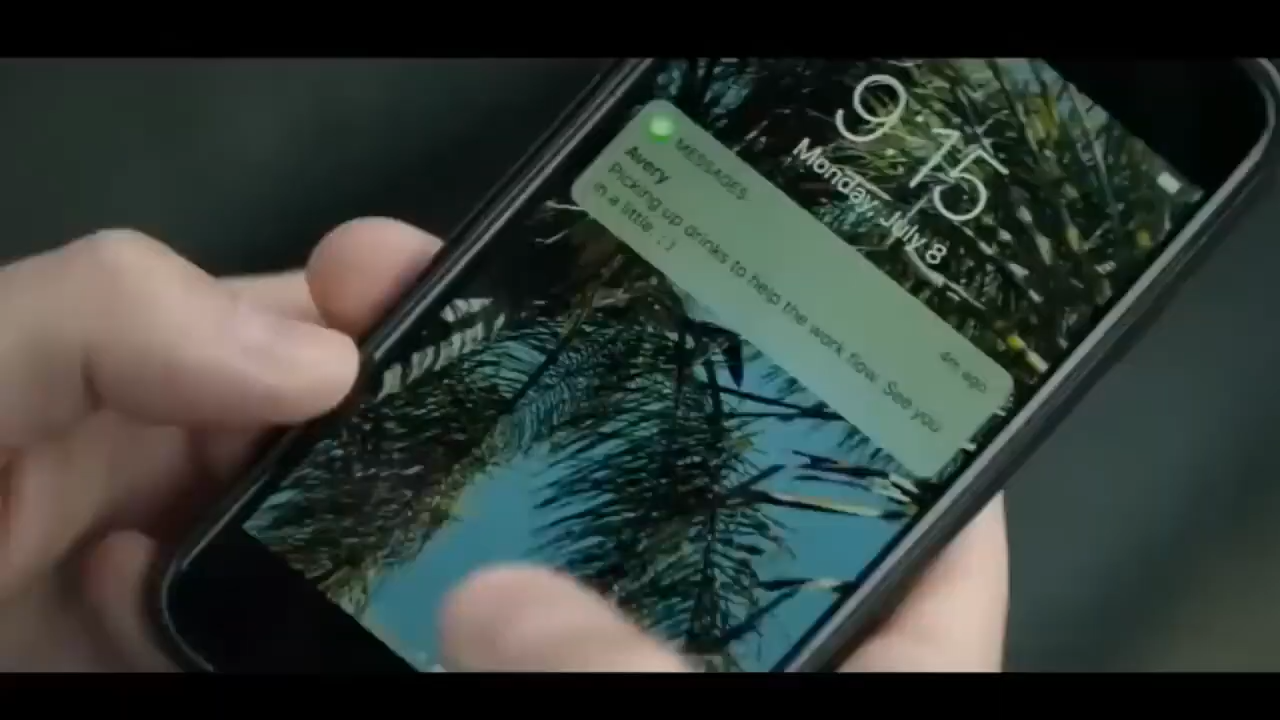 9 15
Monday, July 8
MESSAGES
4m ago
Avery
Picking up drinks to help the work flow. See you
in a little. : )